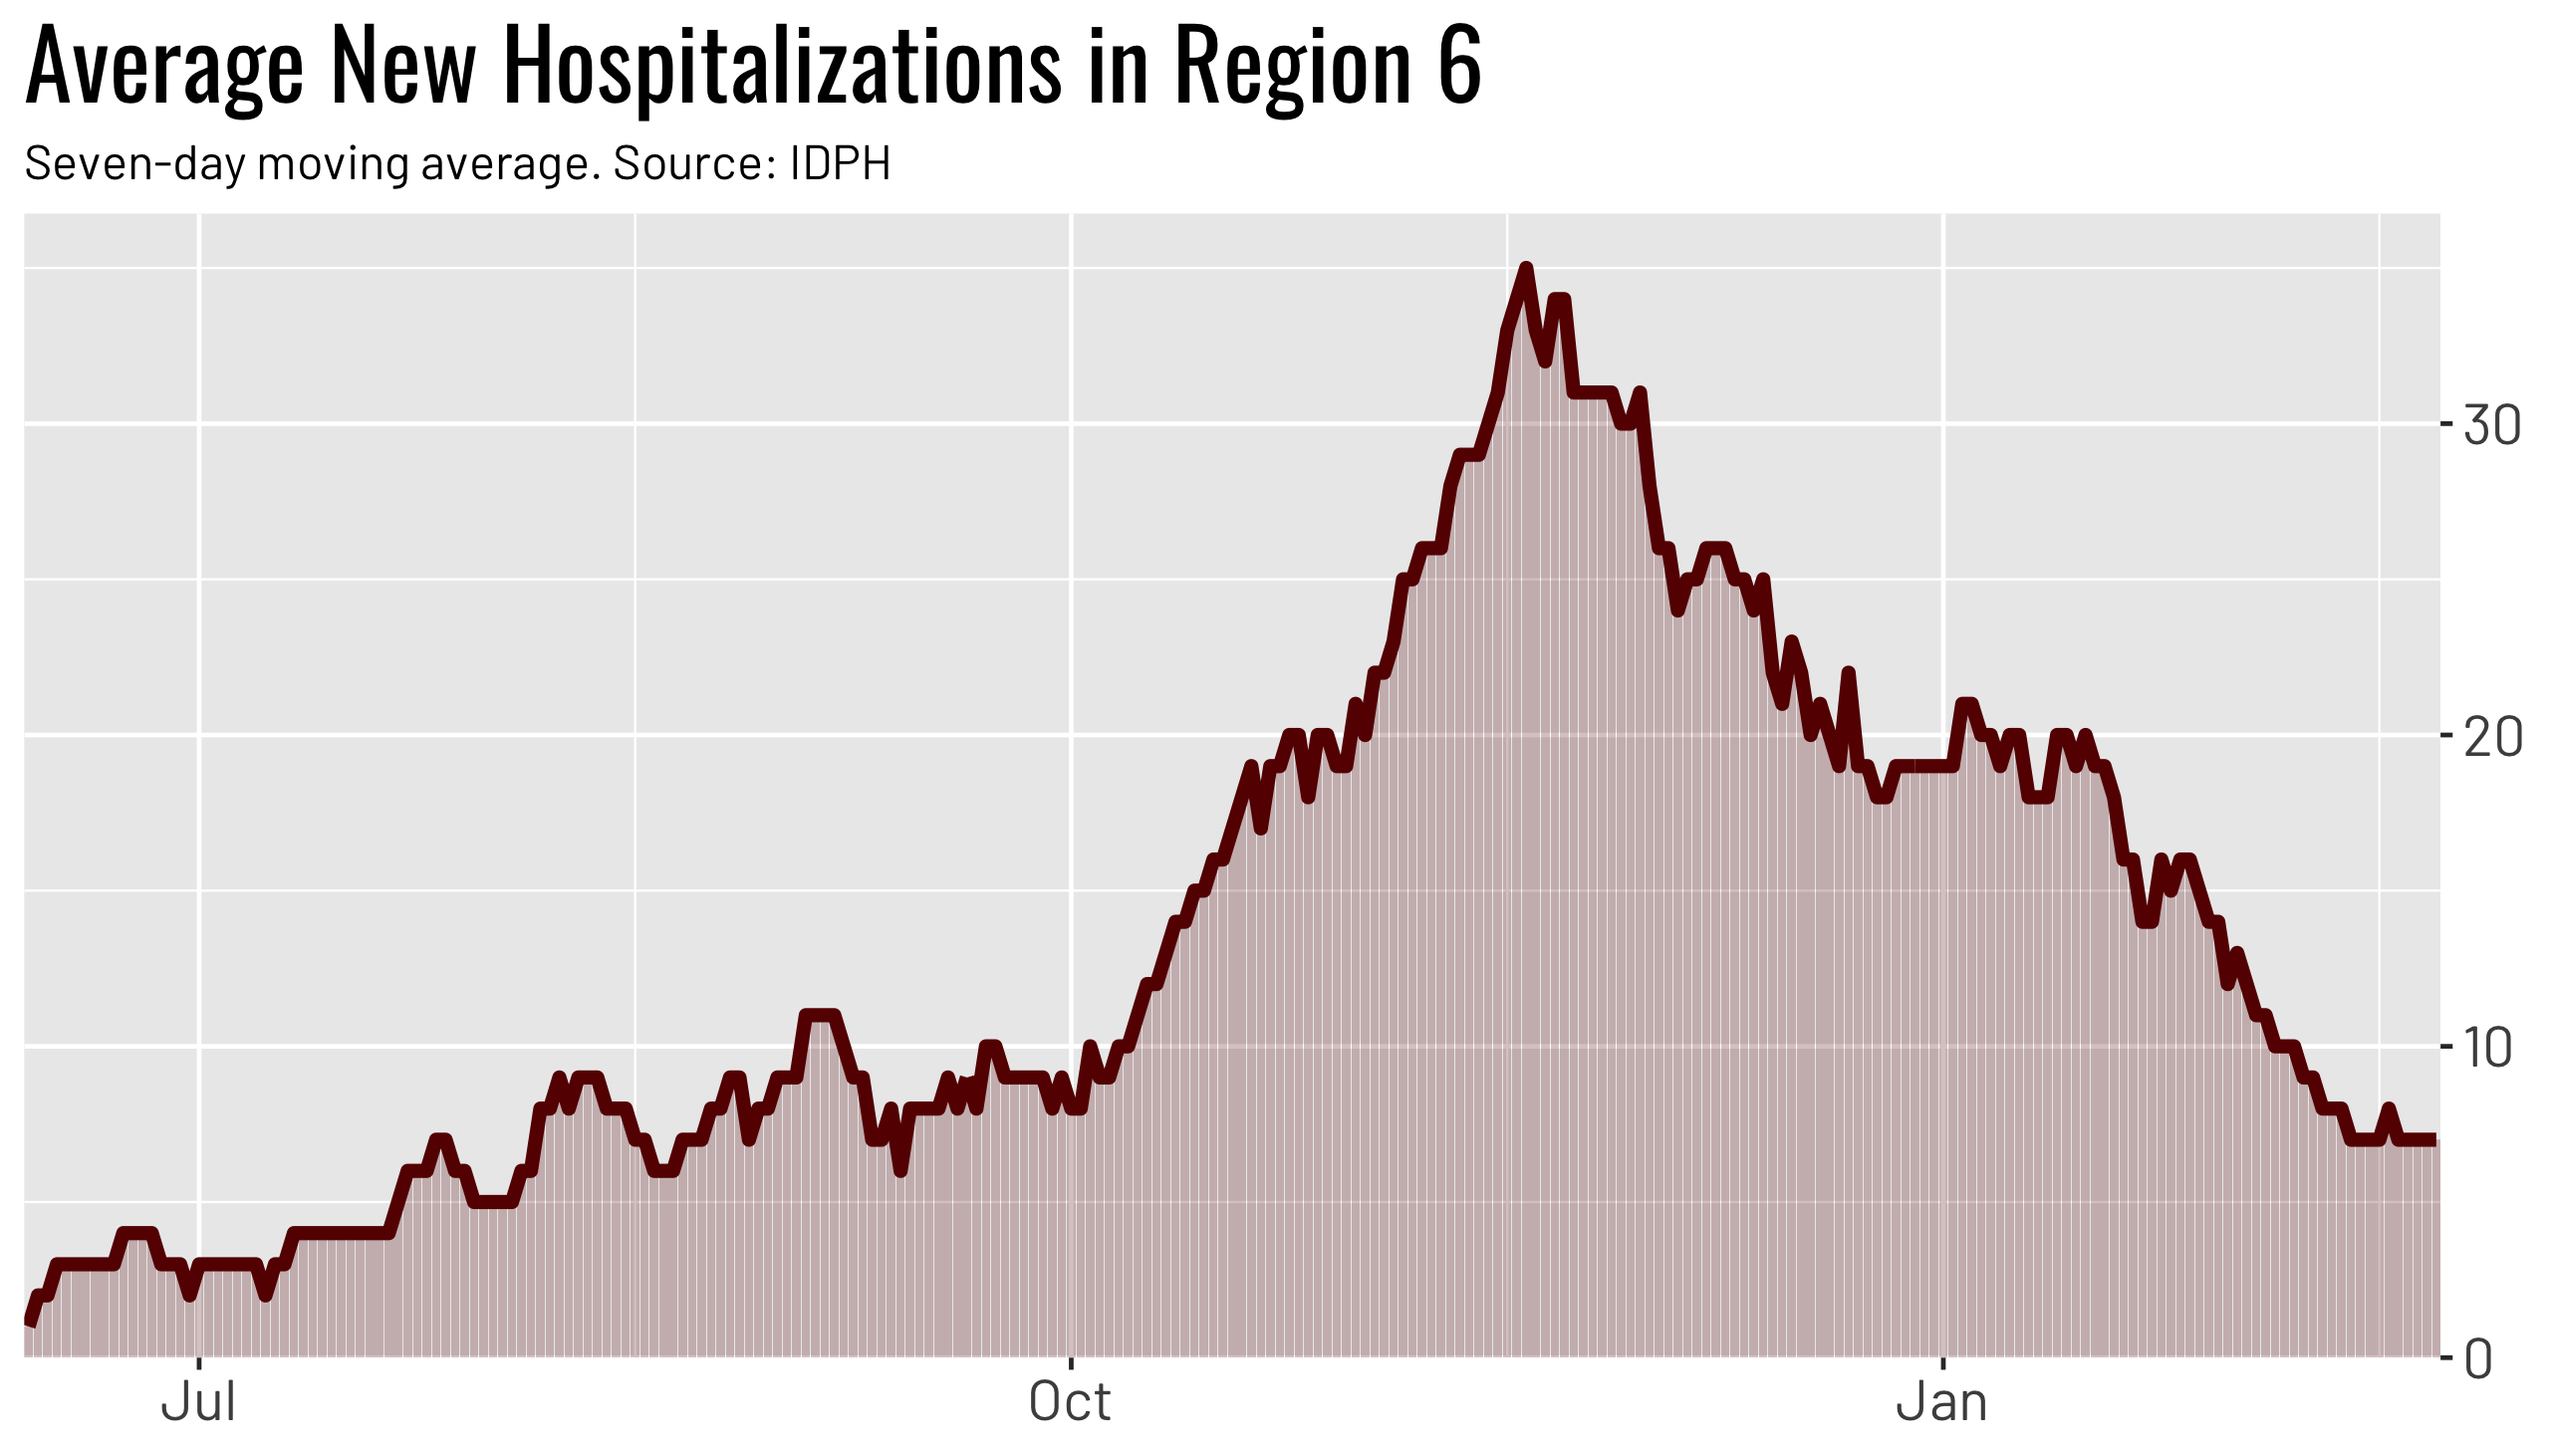 Average New Hospitalizations in Region 6
Seven-day moving average. Source: IDPH
30
20
10
0
Jul Oct Jan